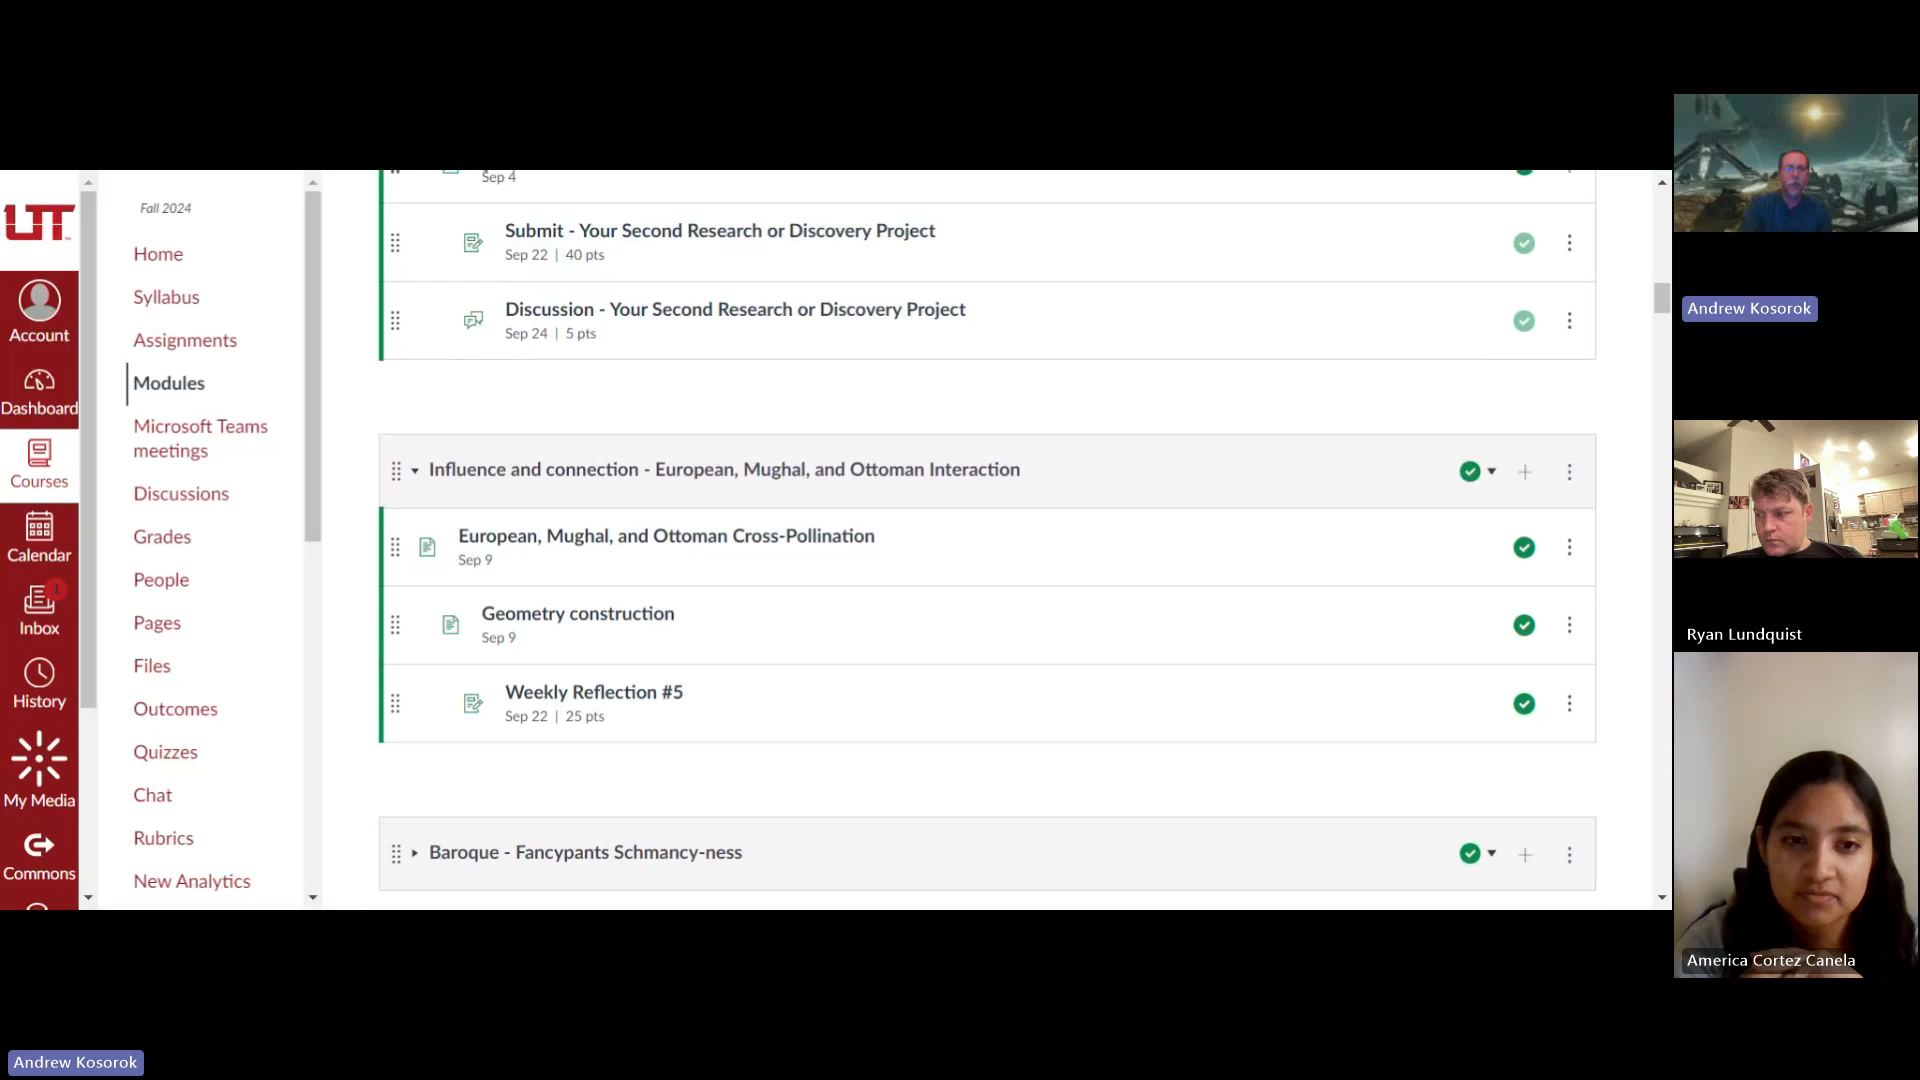 UT
Account
Dashboard
Courses
Calendar
1
Inbox
History
My Media
Commons
Fall 2024
Home
Syllabus
Assignments
Modules
Microsoft Teams
meetings
Discussions
Grades
People
Pages
Files
Outcomes
Quizzes
Chat
Rubrics
New Analytics
Sep 4
Submit - Your Second Research or Discovery Project
Sep 22 | 40 pts
Discussion - Your Second Research or Discovery Project
Sep 24 | 5 pts
Influence and connection - European, Mughal, and Ottoman Interaction
European, Mughal, and Ottoman Cross-Pollination
Sep 9
Geometry construction
Sep 9
Weekly Reflection #5
Sep 22 | 25 pts
Baroque - Fancypants Schmancy-ness
Andrew Kosorok
Ryan Lundquist
America Cortez Canela
Andrew Kosorok